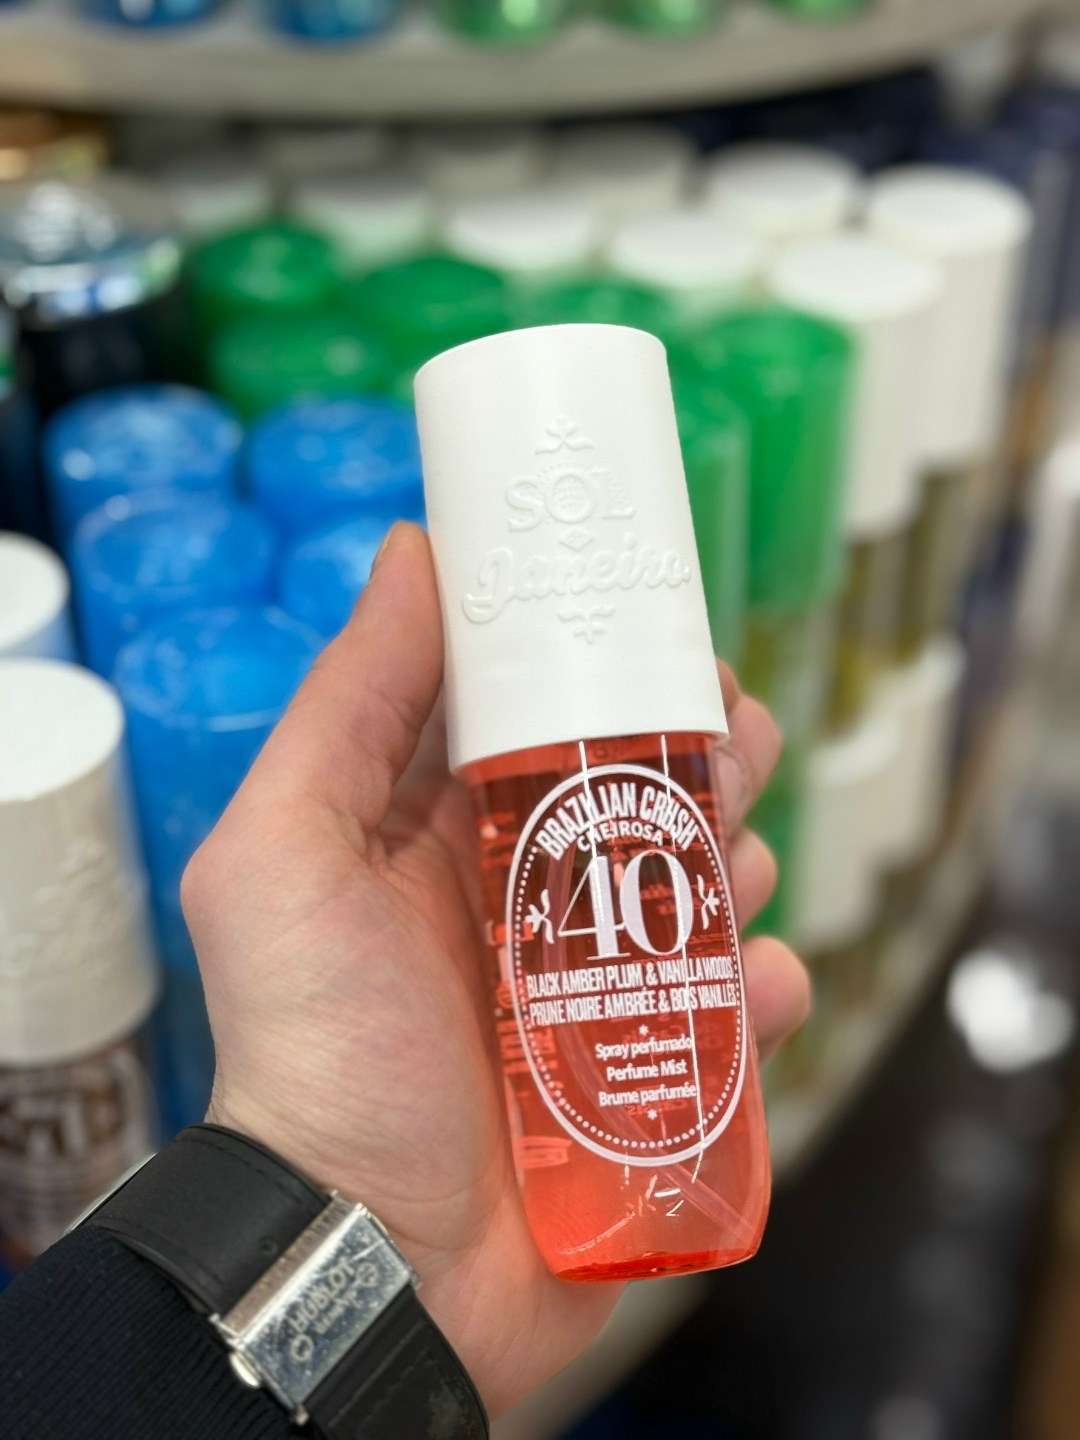 SOL
DE
Janeiro
BRAZILIAN CRUSH
CHEIROSA
40
BLACK AMBER PLUM & VANILLA WOODS
PRUNE NOIRE AMBRÉE & BOIS VANILLÉS
*
Spray perfumado
Perfume Mist
Brume parfumée
*